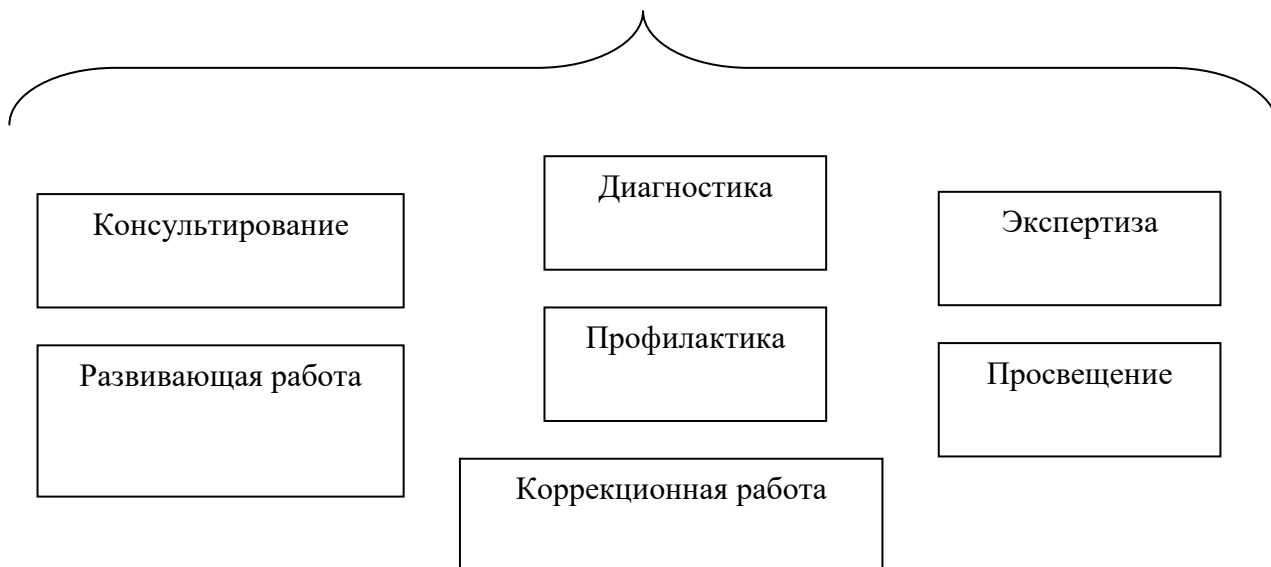 Диагностика
Консультирование
Экспертиза
Профилактика
Развивающая работа
Просвещение
Коррекционная работа